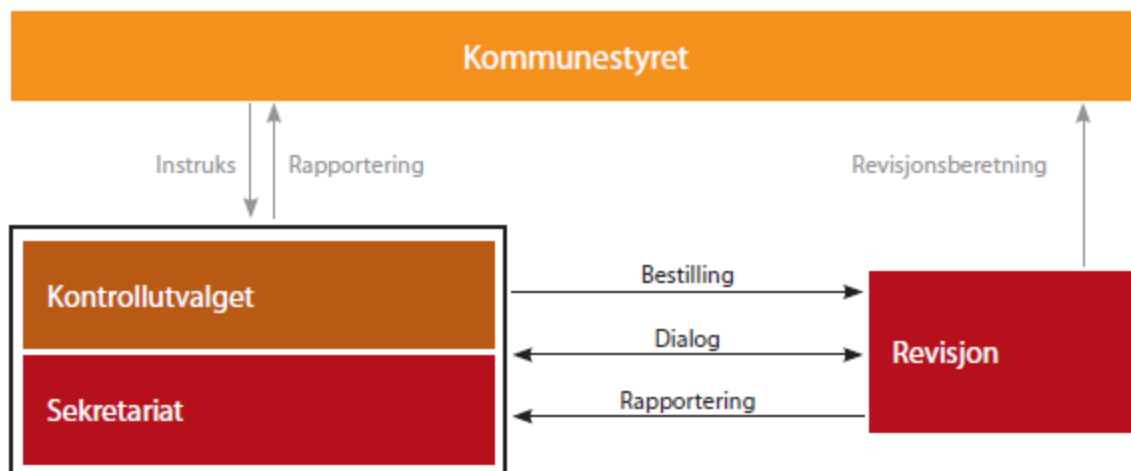 Kommunestyret
Instruks
Rapportering
Revisjonsberetning
Kontrollutvalget
Sekretariat
Bestilling
Dialog
Rapportering
Revisjon